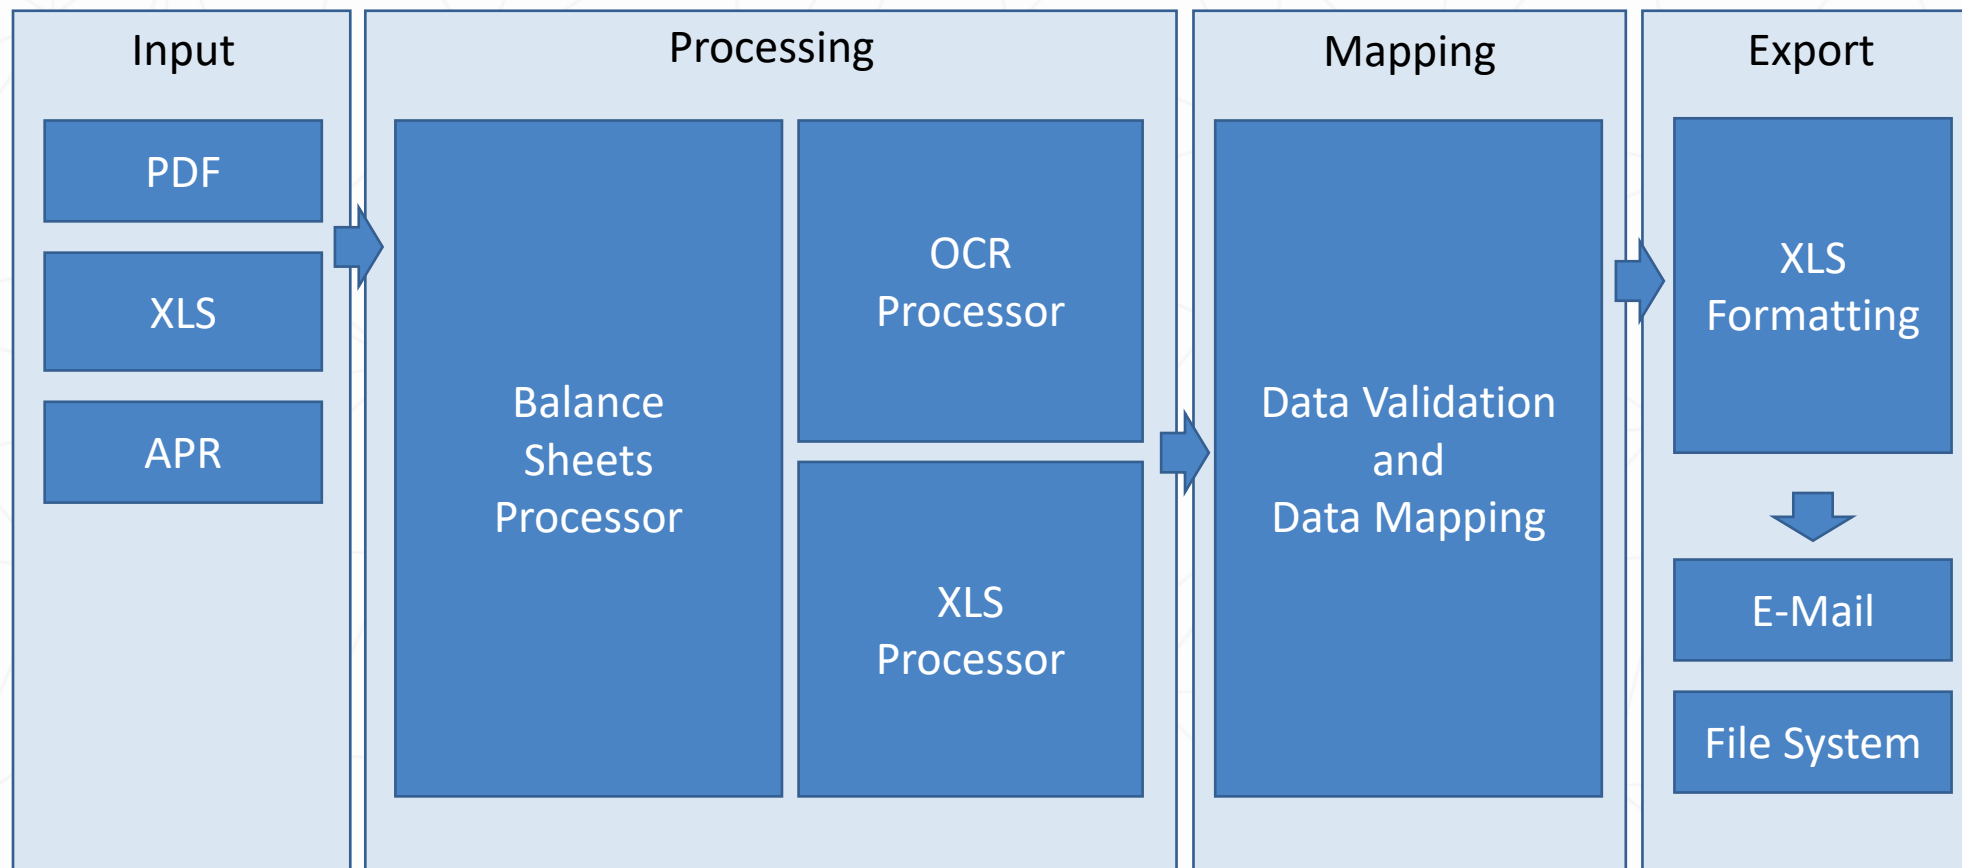 Input
PDF
XLS
APR
Processing
Balance
Sheets
Processor
OCR
Processor
XLS
Processor
Mapping
Data Validation
and
Data Mapping
Export
XLS
Formatting
E-Mail
File System